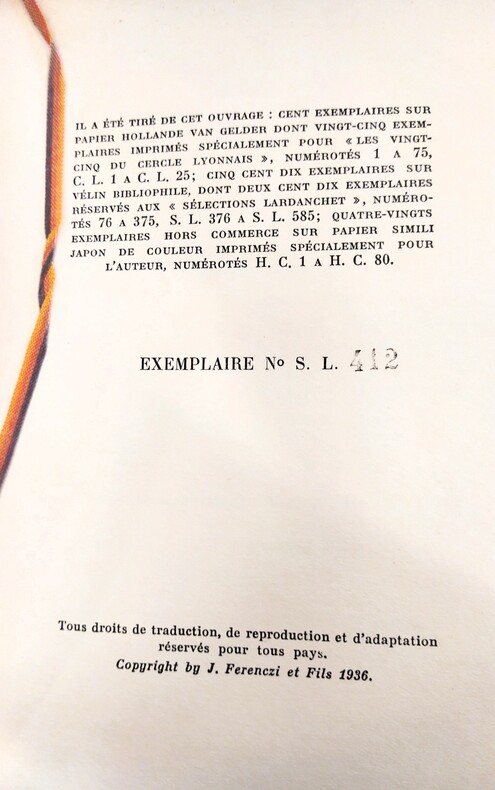 IL A ÉTÉ TIRÉ DE CET OUVRAGE : CENT EXEMPLAIRES SUR
PAPIER HOLLANDE VAN GELDER DONT VINGT-CINQ EXEM-
PLAIRES IMPRIMÉS SPÉCIALEMENT POUR « LES VINGT-
CINQ DU CERCLE LYONNAIS », NUMÉROTÉS 1 A 75,
C. L. 1 A C. L. 25; CINQ CENT DIX EXEMPLAIRES SUR
VÉLIN BIBLIOPHILE, DONT DEUX CENT DIX EXEMPLAIRES
RÉSERVÉS AUX « SÉLECTIONS LARDANCHET », NUMÉRO-
TÉS 76 A 375, S. L. 376 A S. L. 585; QUATRE-VINGTS
EXEMPLAIRES HORS COMMERCE SUR PAPIER SIMILI
JAPON DE COULEUR IMPRIMÉS SPÉCIALEMENT POUR
L'AUTEUR, NUMÉROTÉS H. C. 1 A H. C. 80.
EXEMPLAIRE No S. L. 412
Tous droits de traduction, de reproduction et d'adaptation
réservés pour tous pays.
Copyright by J. Ferenczi et Fils 1936.